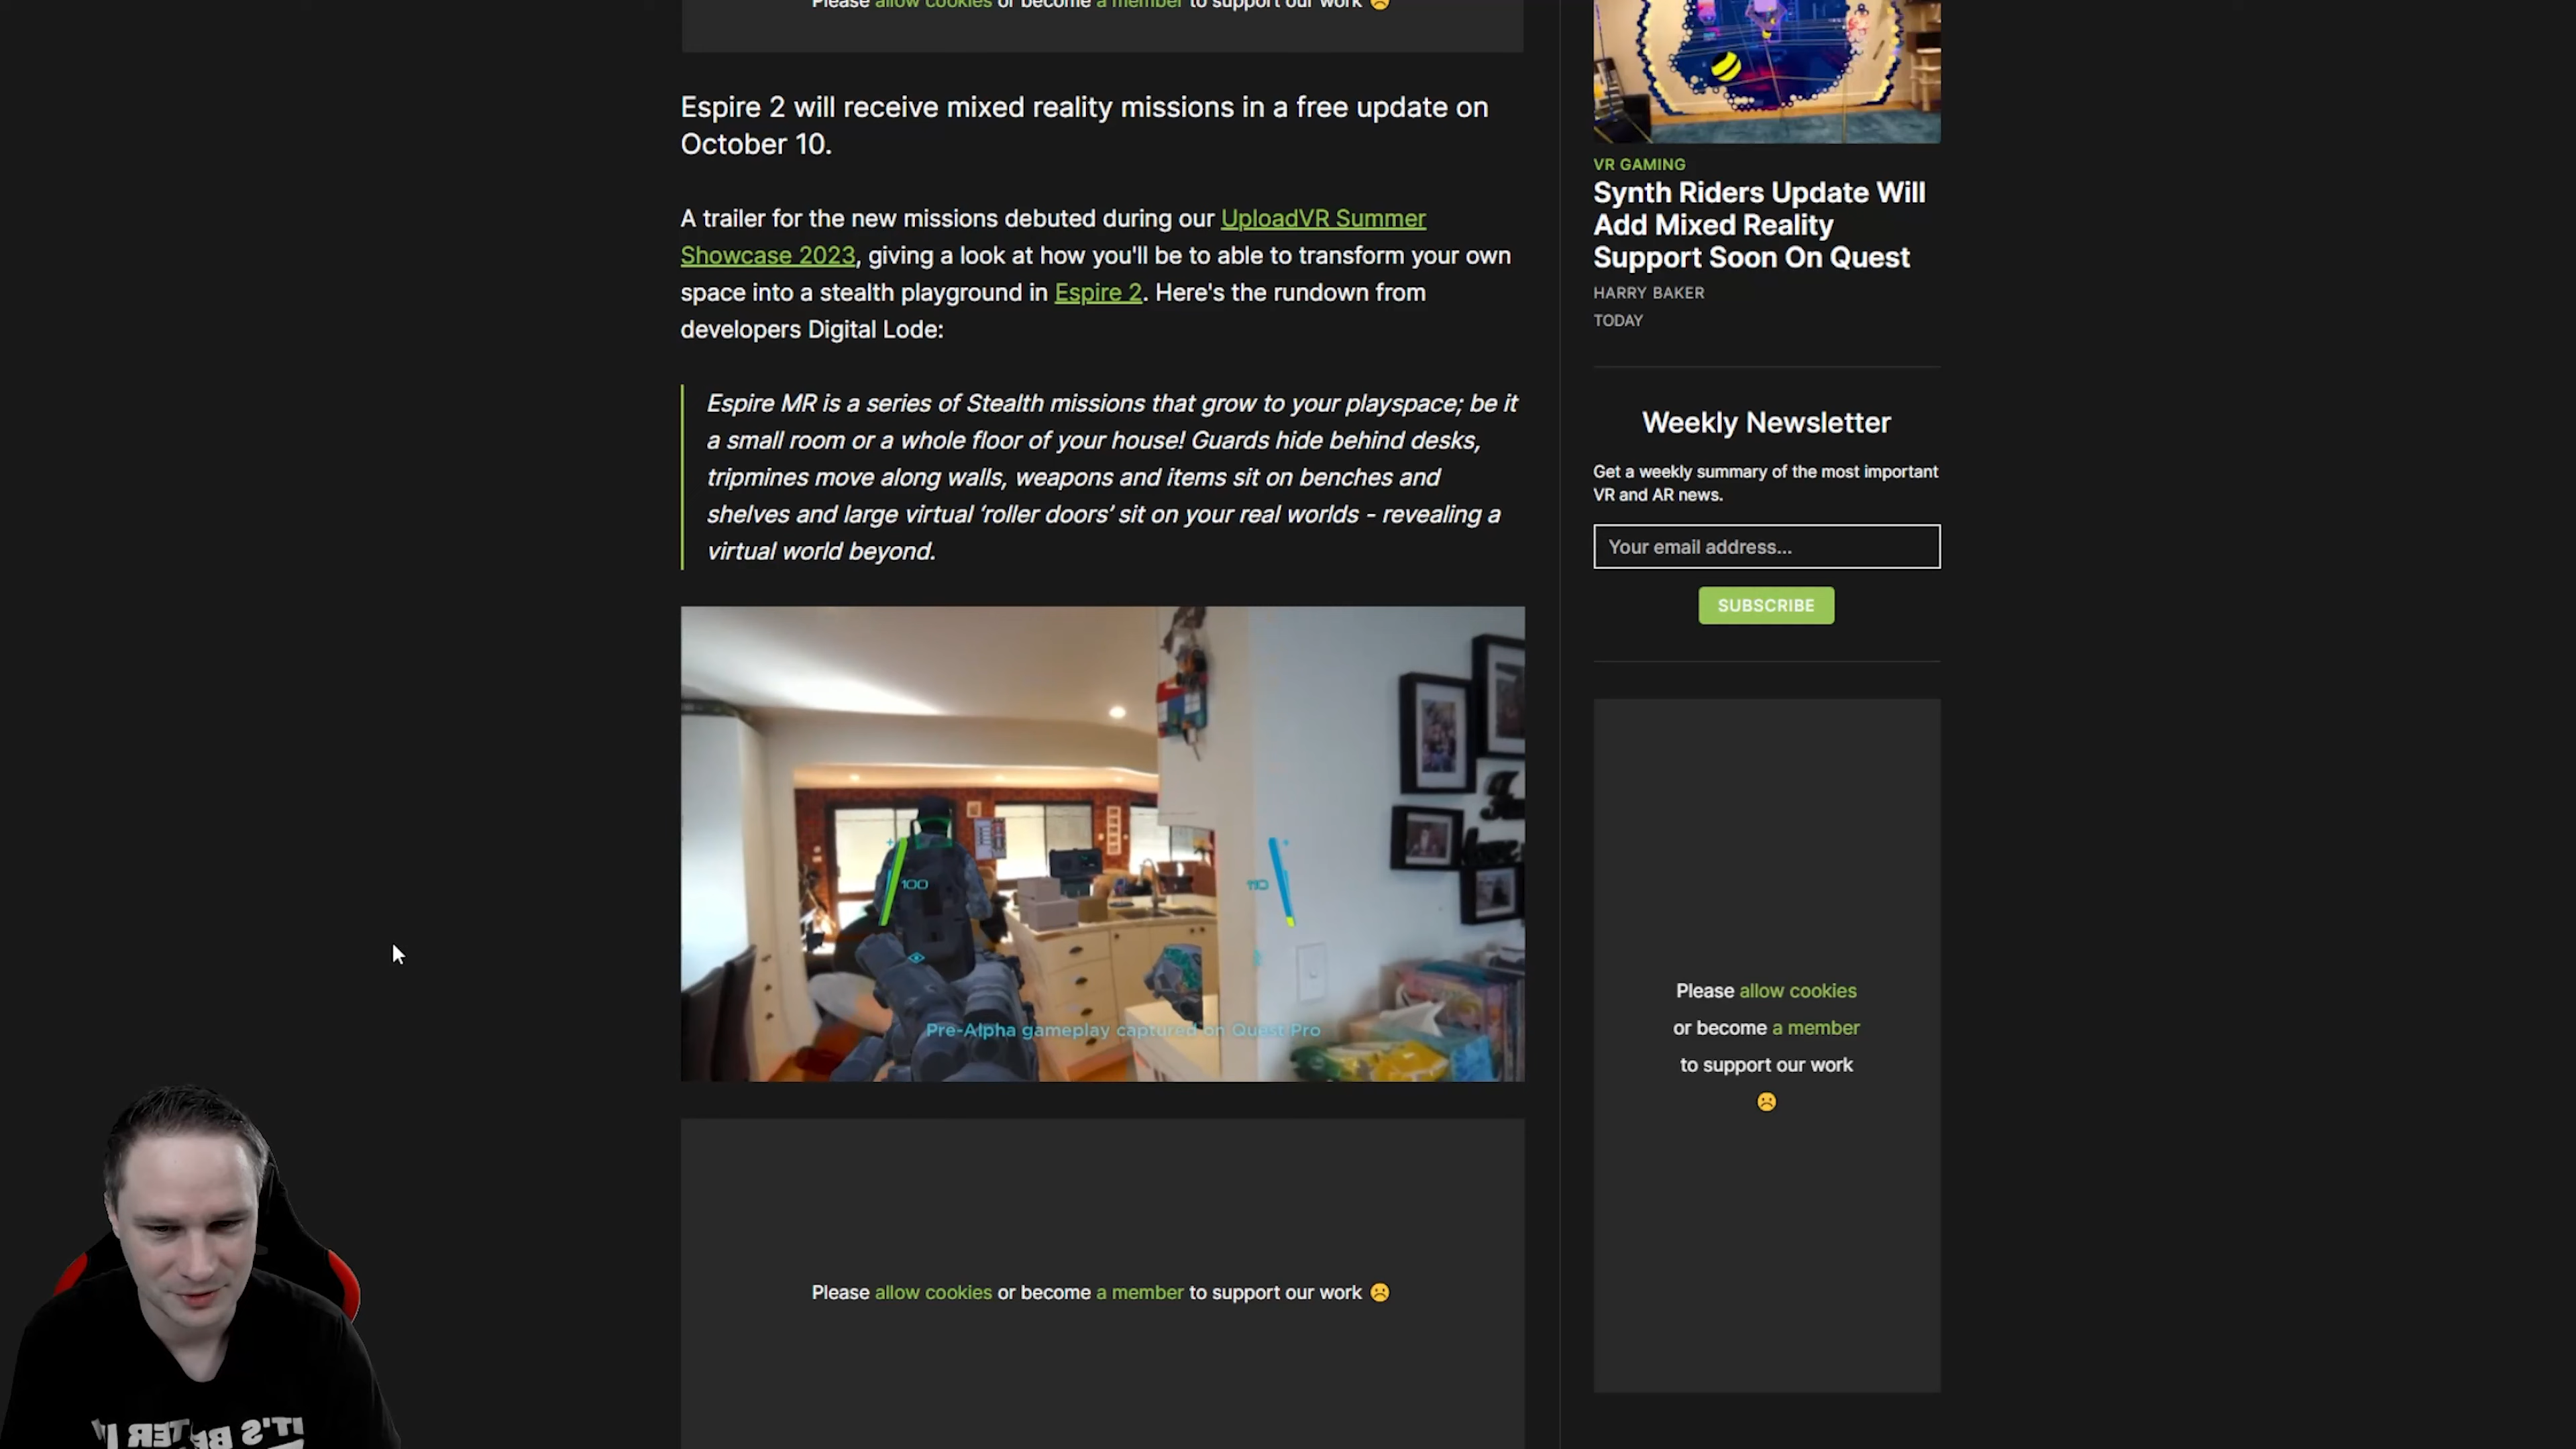 Please allow cookies or become a member to support our work
Espire 2 will receive mixed reality missions in a free update on
October 10.
A trailer for the new missions debuted during our UploadVR Summer
Showcase 2023, giving a look at how you'll be to able to transform your own
space into a stealth playground in Espire 2. Here's the rundown from
developers Digital Lode:
Espire MR is a series of Stealth missions that grow to your playspace; be it
a small room or a whole floor of your house! Guards hide behind desks,
tripmines move along walls, weapons and items sit on benches and
shelves and large virtual ‘roller doors’ sit on your real worlds - revealing a
virtual world beyond.
100
110
Pre-Alpha gameplay captured on Quest Pro
Please allow cookies or become a member to support our work ☹️
VR GAMING
Synth Riders Update Will
Add Mixed Reality
Support Soon On Quest
HARRY BAKER
TODAY
Weekly Newsletter
Get a weekly summary of the most important
VR and AR news.
Your email address...
SUBSCRIBE
Please allow cookies
or become a member
to support our work
☹️
IT'S BE